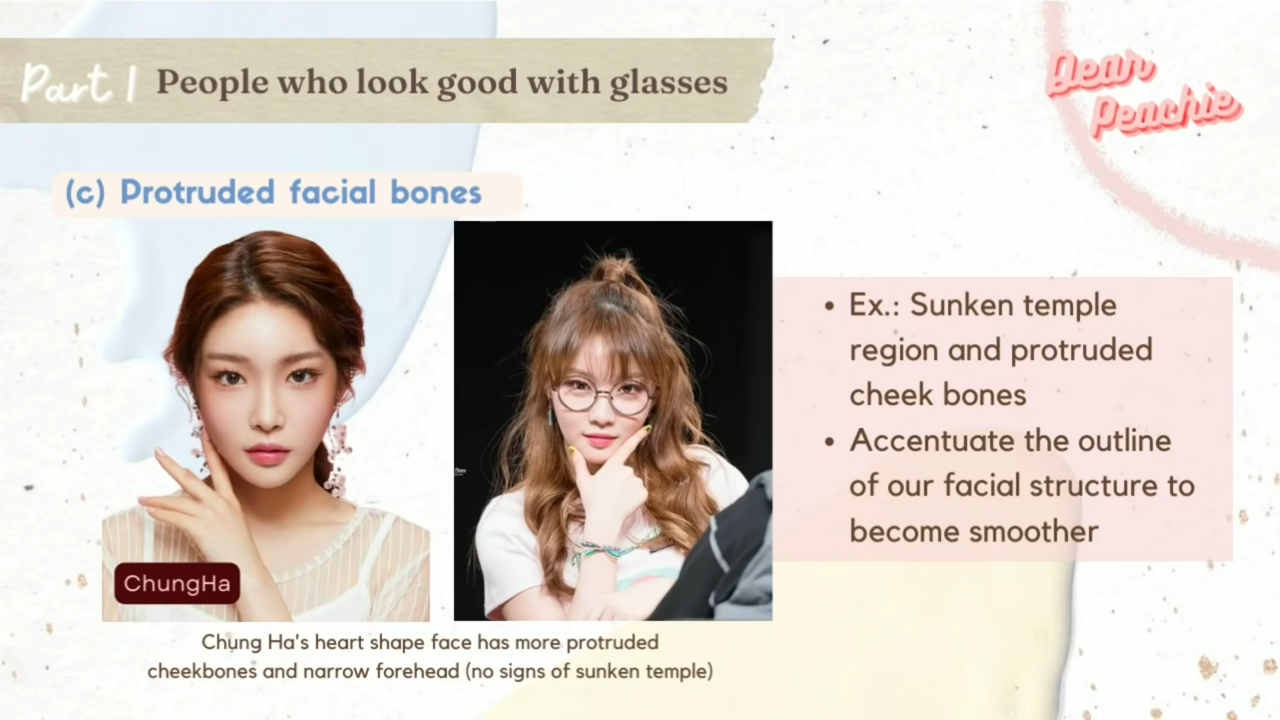 Part 1 People who look good with glasses
Dear
Peachie
(c) Protruded facial bones
• Ex.: Sunken temple
region and protruded
cheek bones
• Accentuate the outline
of our facial structure to
become smoother
ChungHa
Chung Ha's heart shape face has more protruded
cheekbones and narrow forehead (no signs of sunken temple)